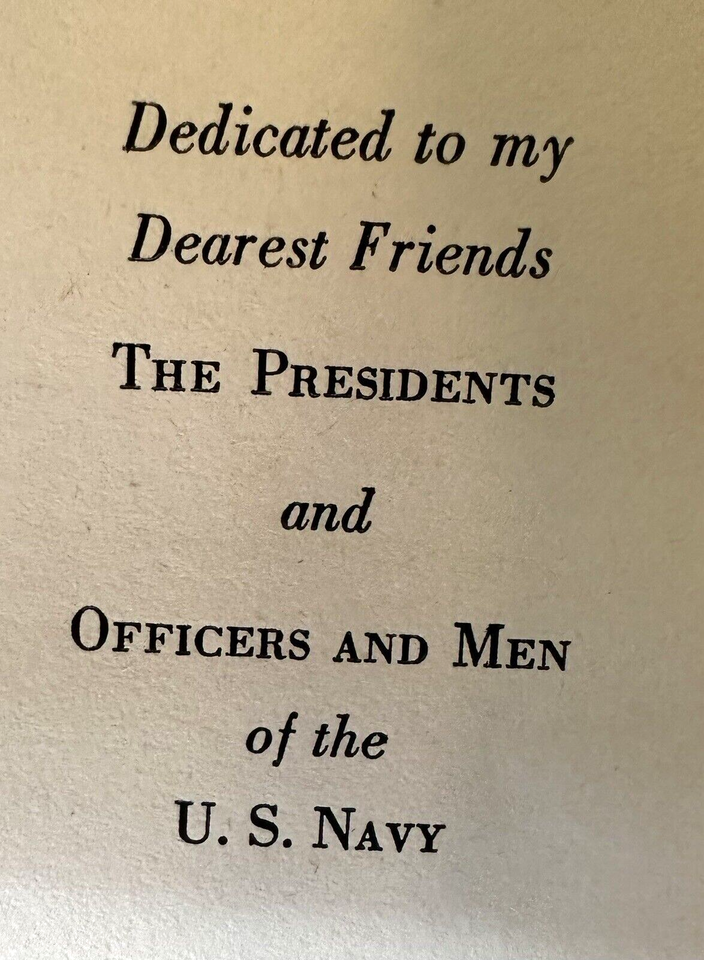 Dedicated to my
Dearest Friends
THE PRESIDENTS
and
OFFICERS AND MEN
of the
U. S. NAVY